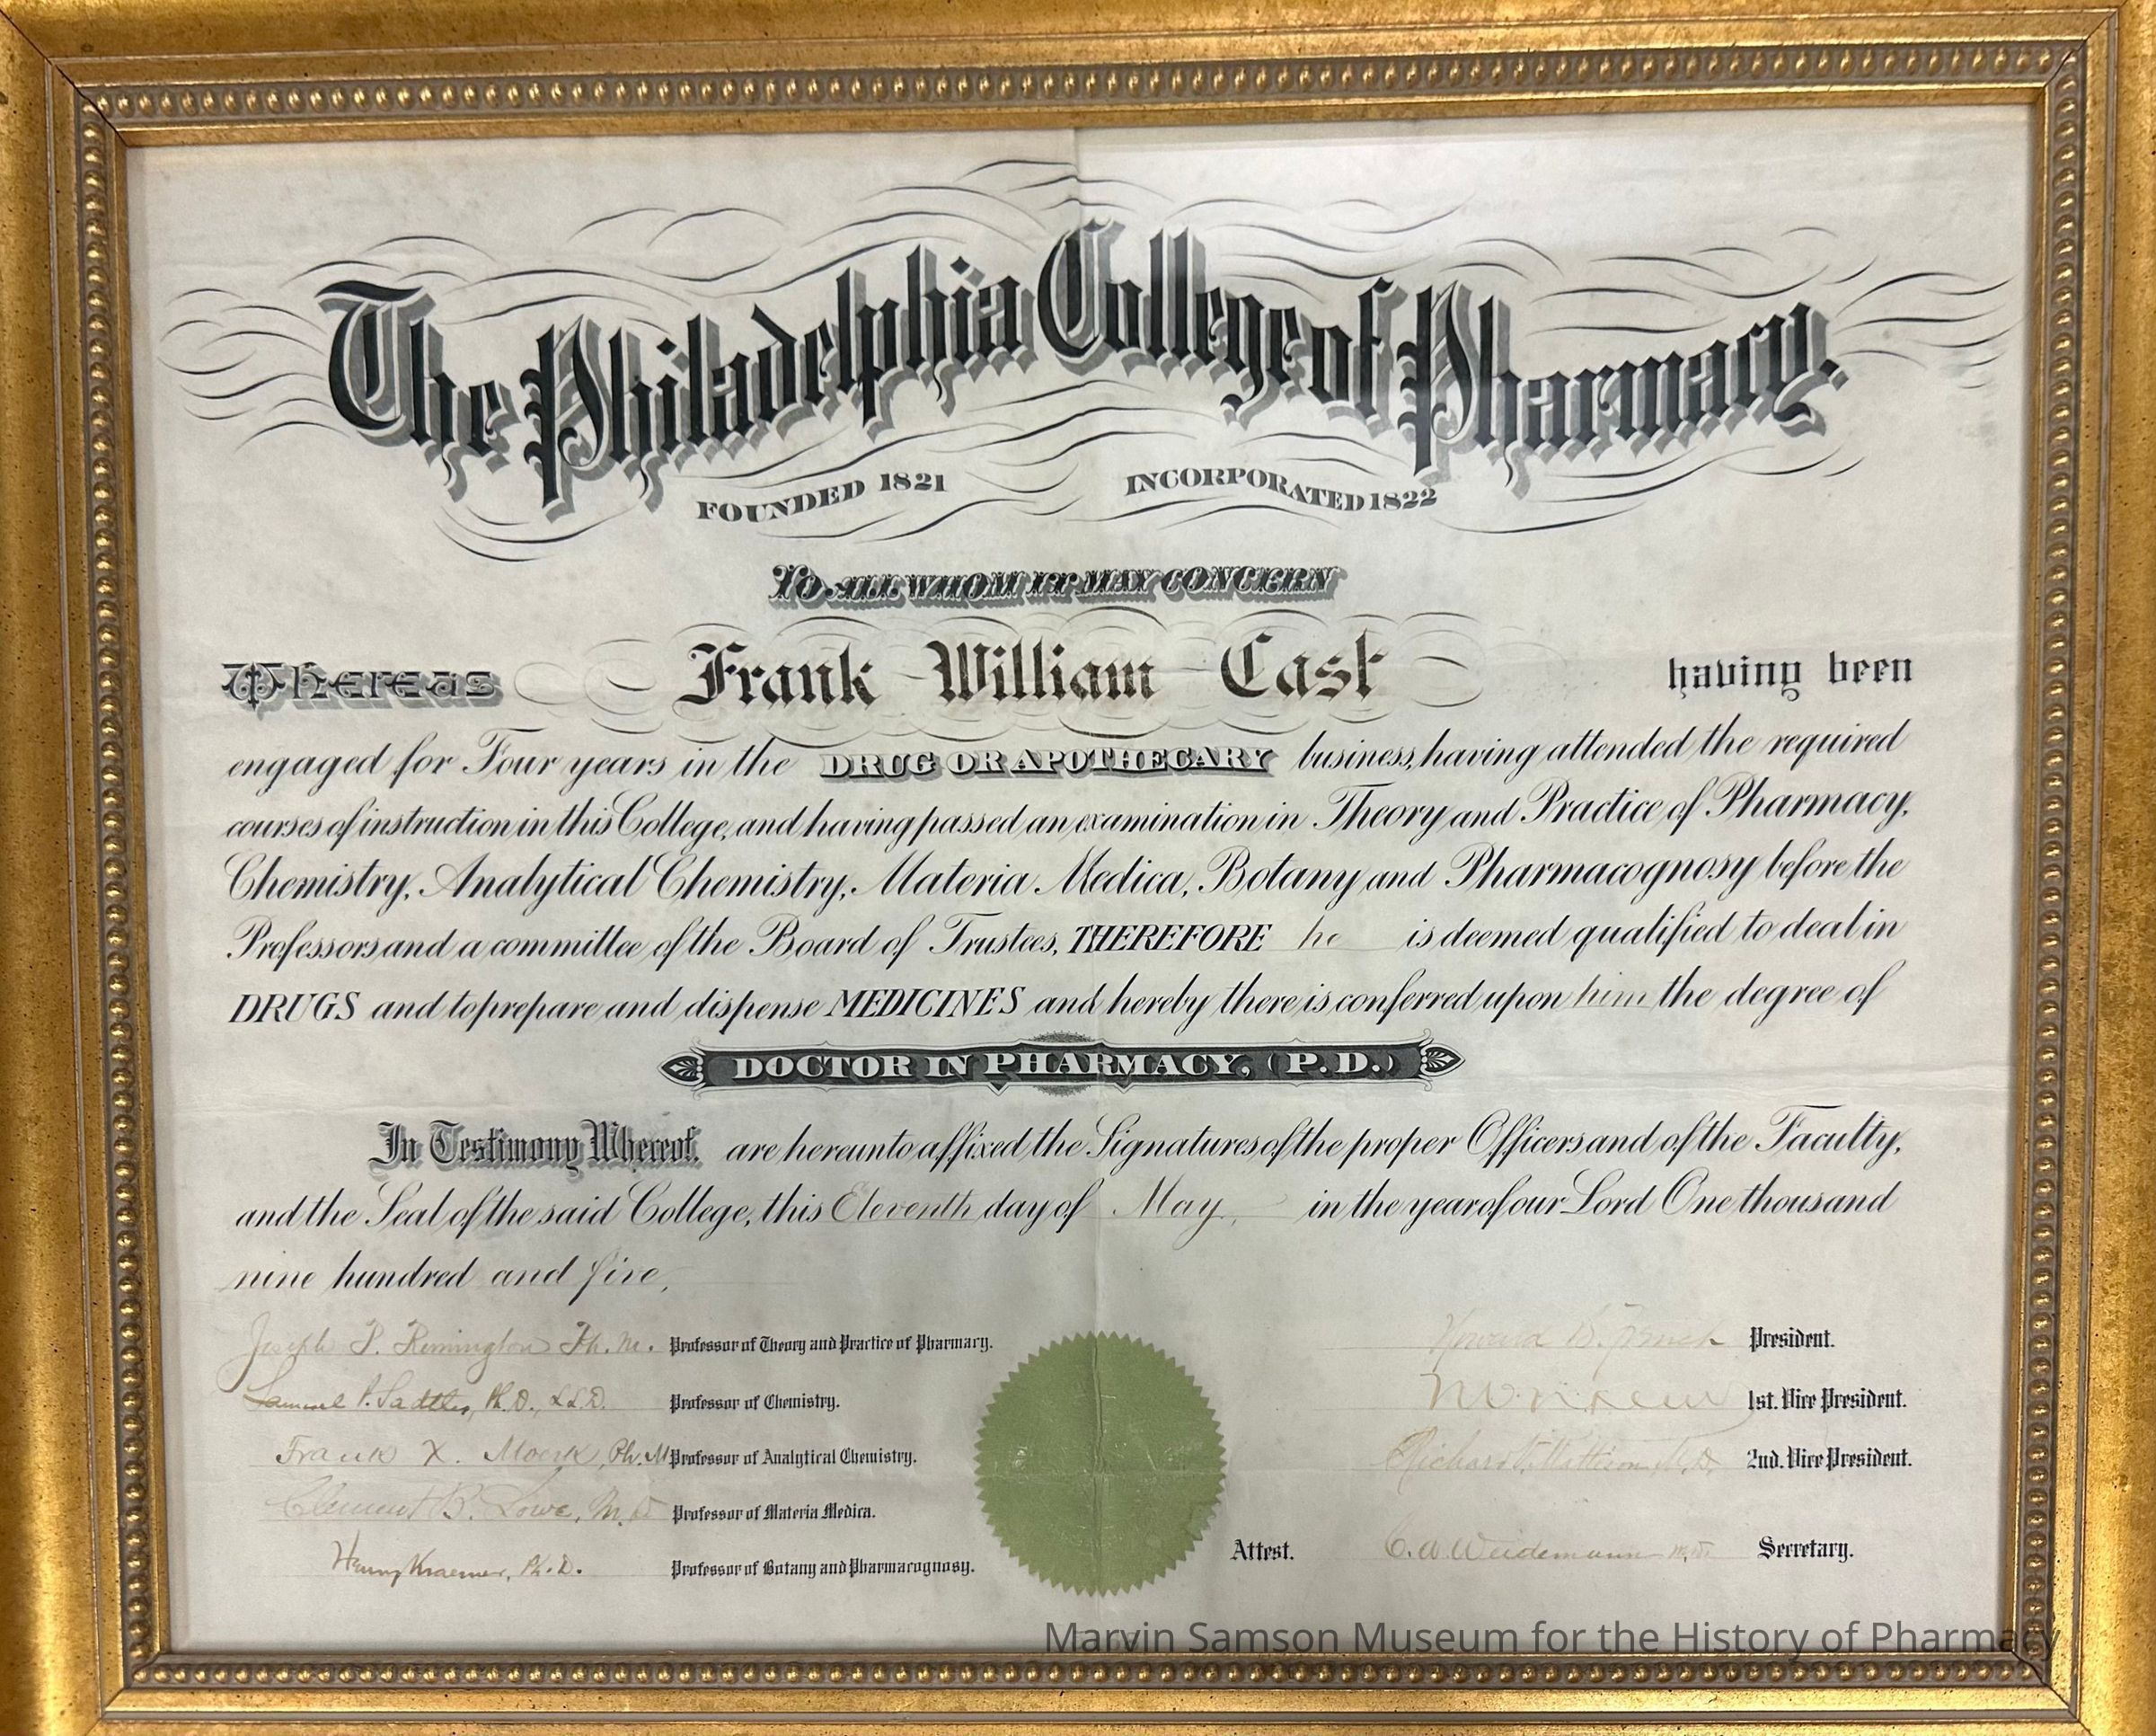 The Philadelphia College of Pharmacy.
FOUNDED 1821 INCORPORATED 1822
TO ALL WHOM IT MAY CONCERN
Whereas Frank William Cast having been
engaged for Four years in the DRUG OR APOTHECARY business, having attended the required
courses of instruction in this College, and having passed an examination in Theory and Practice of Pharmacy,
Chemistry, Analytical Chemistry, Materia Medica, Botany and Pharmacognosy before the
Professors and a committee of the Board of Trustees, THEREFORE he is deemed qualified to deal in
DRUGS and to prepare and dispense MEDICINES and hereby there is conferred upon him the degree of
DOCTOR IN PHARMACY, (P.D.)
In Testimony Whereof, are hereunto affixed the Signatures of the proper Officers and of the Faculty,
and the Seal of the said College, this Eleventh day of May, in the year of our Lord One thousand
nine hundred and five,
Joseph P. Remington Ph. M. Professor of Theory and Practice of Pharmacy.
Samuel P. Sadtler, Ph.D., LL.D. Professor of Chemistry.
Frank X. Moerk, Ph. M Professor of Analytical Chemistry.
Clement B. Lowe, M.D Professor of Materia Medica.
Henry Kraemer, Ph.D. Professor of Botany and Pharmacognosy.
Howard B. French President.
1st. Vice President.
Richard V. Mattison, M.D. 2nd. Vice President.
Attest. C. A. Weidemann M.D. Secretary.
Marvin Samson Museum for the History of Pharmacy